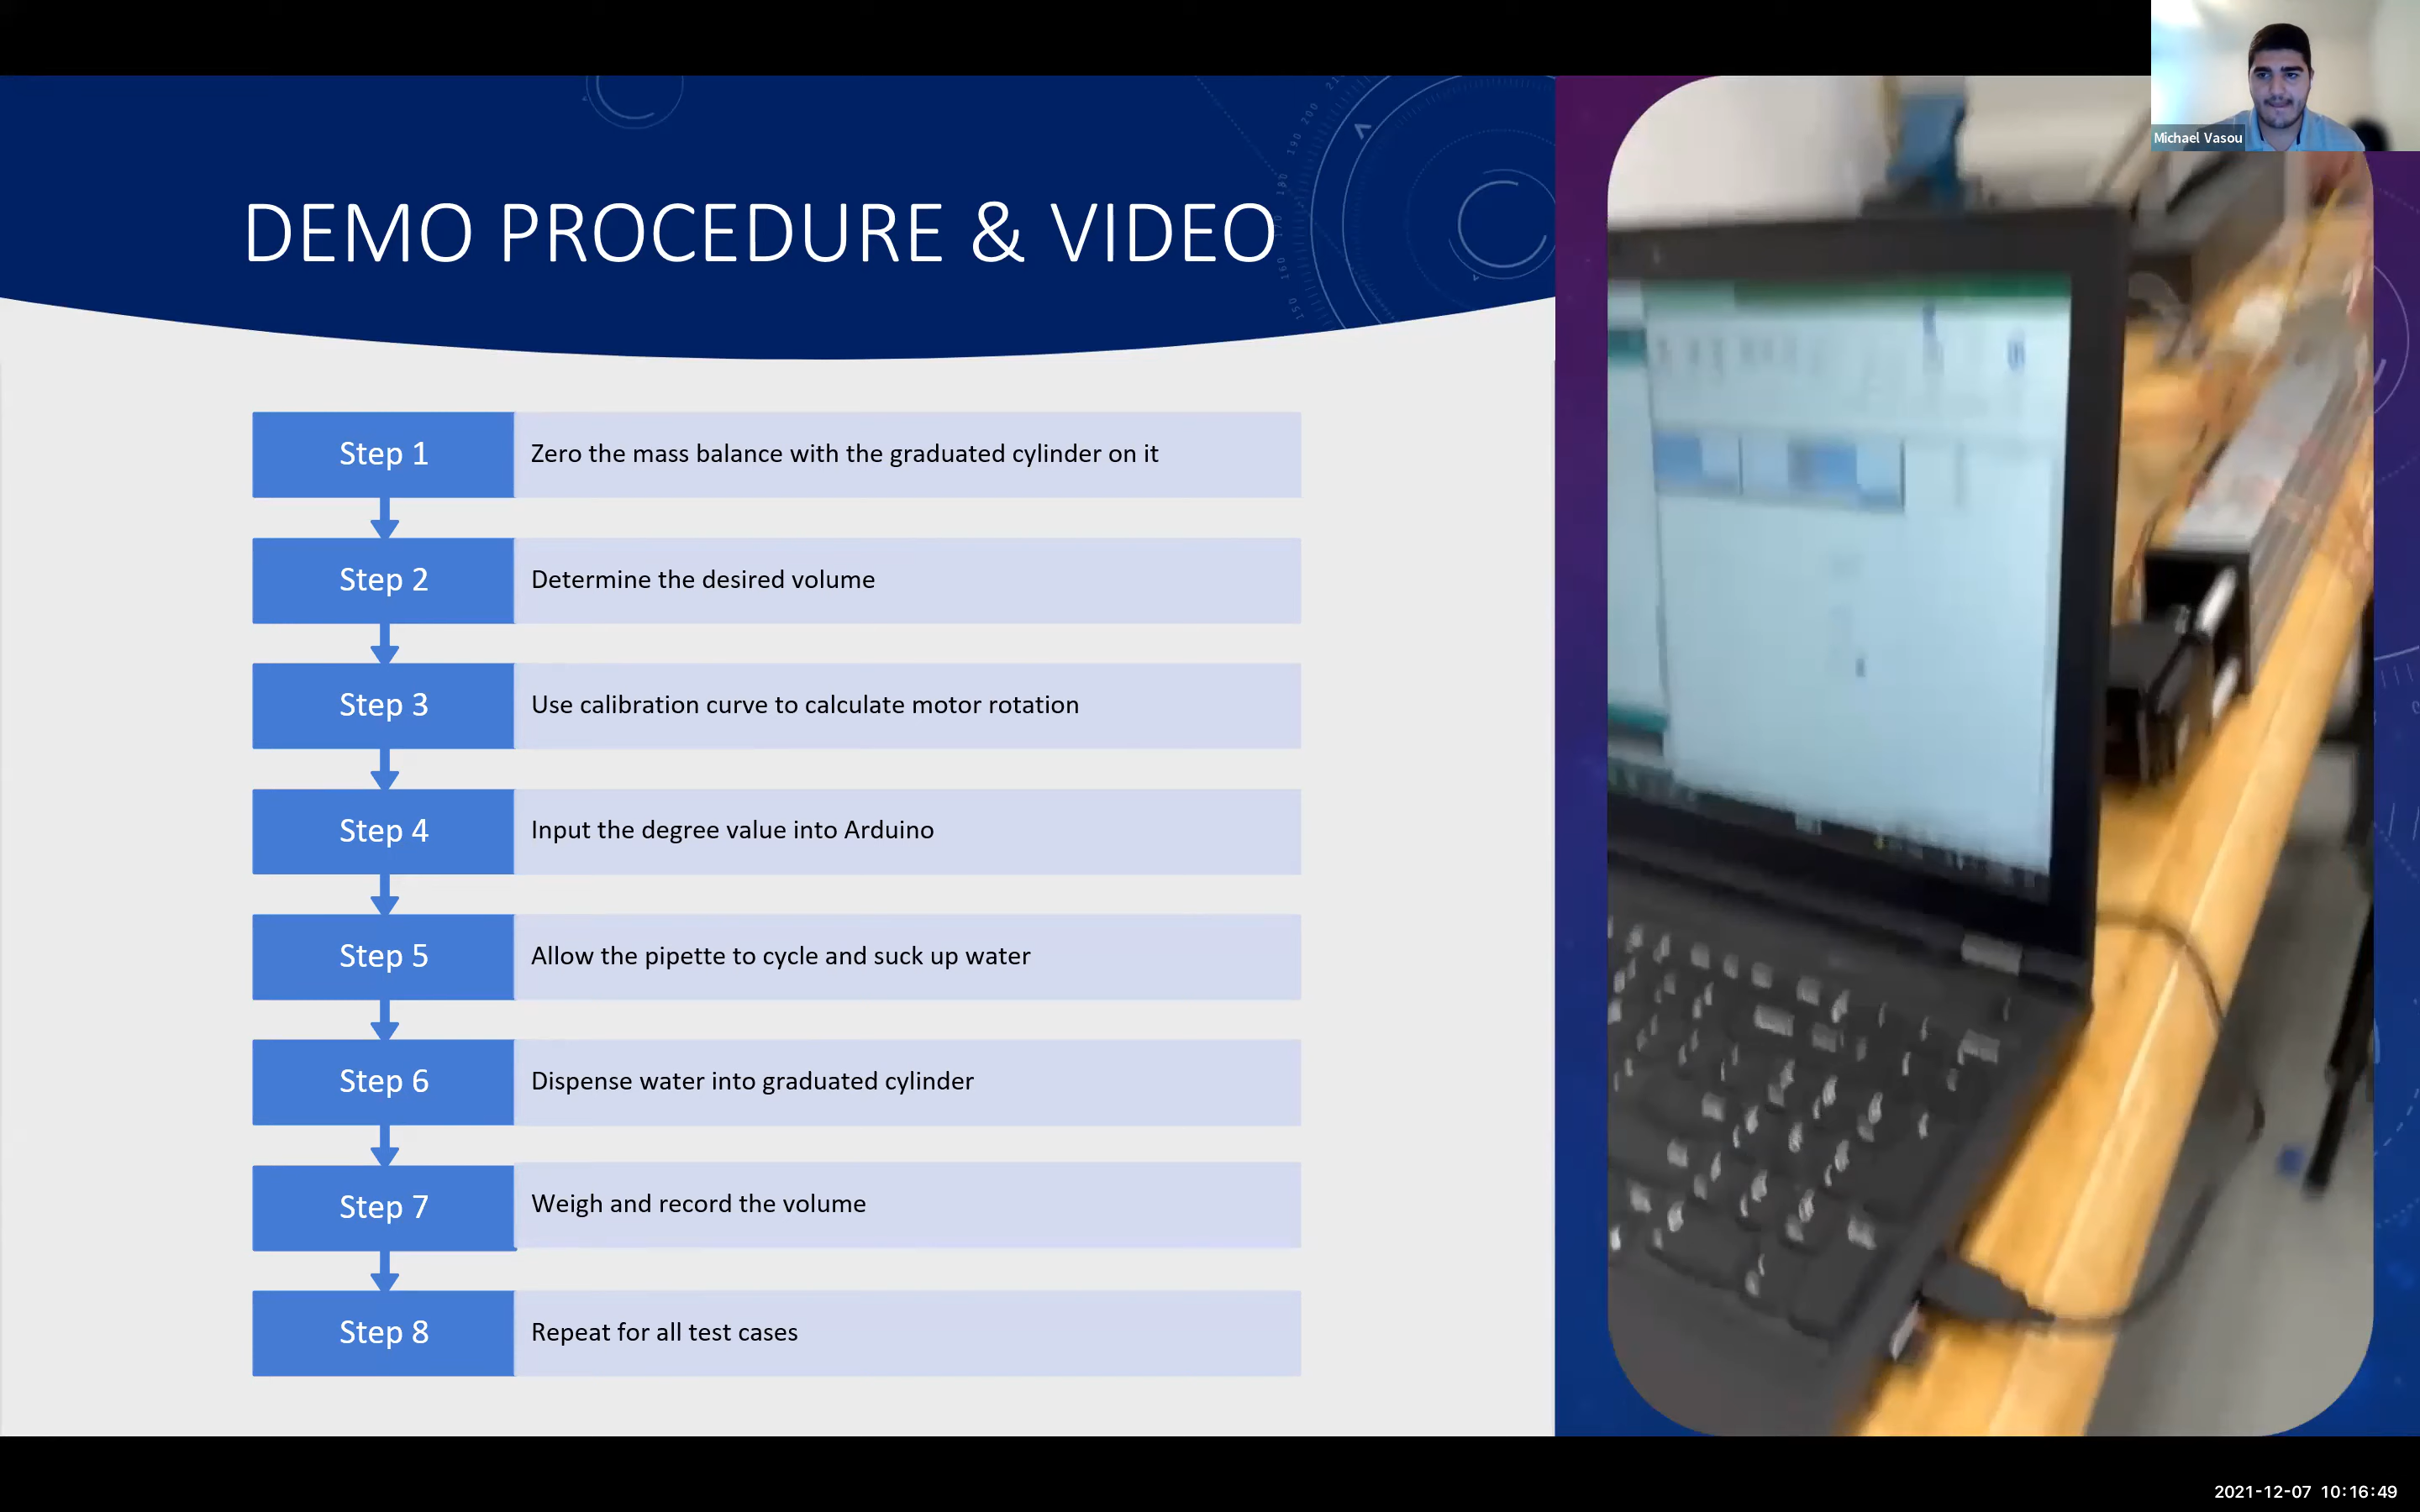 Michael Vasou
DEMO PROCEDURE & VIDEO
Step 1
Zero the mass balance with the graduated cylinder on it
Step 2
Determine the desired volume
Step 3
Use calibration curve to calculate motor rotation
Step 4
Input the degree value into Arduino
Step 5
Allow the pipette to cycle and suck up water
Step 6
Dispense water into graduated cylinder
Step 7
Weigh and record the volume
Step 8
Repeat for all test cases
2021-12-07 10:16:49